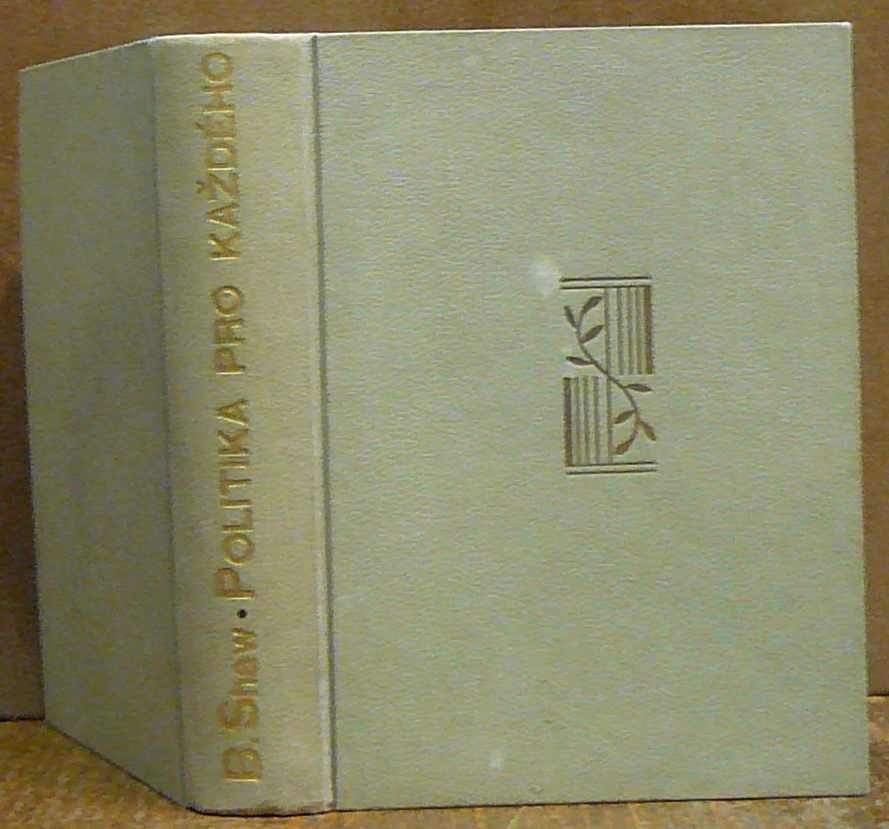 B. Shaw • POLITIKA PRO KAŽDÉHO